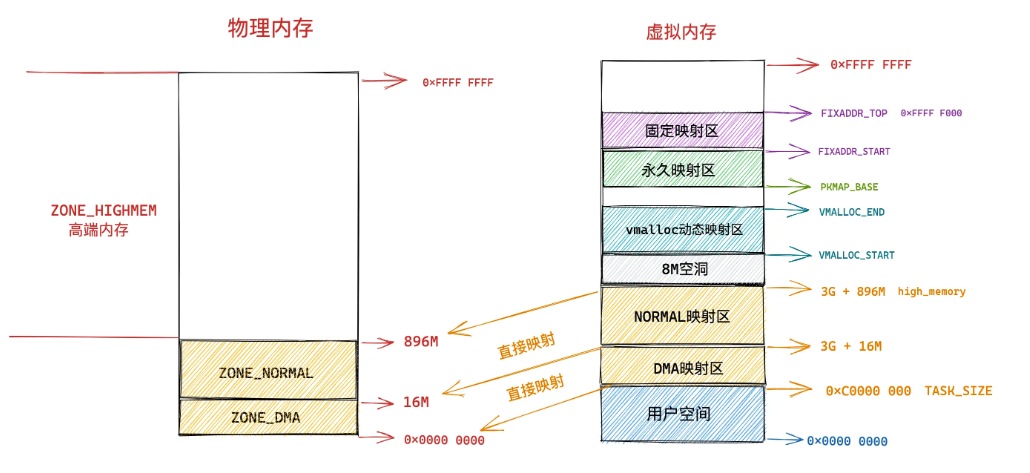 物理内存
虚拟内存
0×FFFF FFFF
ZONE_HIGHMEM
高端内存
896M
ZONE_NORMAL
16M
ZONE_DMA
0×0000 0000
直接映射
直接映射
0×FFFF FFFF
FIXADDR_TOP 0×FFFF F000
固定映射区
FIXADDR_START
永久映射区
PKMAP_BASE
VMALLOC_END
vmalloc动态映射区
VMALLOC_START
8M空洞
3G + 896M high_memory
NORMAL映射区
3G + 16M
DMA映射区
0×C0000 000 TASK_SIZE
用户空间
0×0000 0000